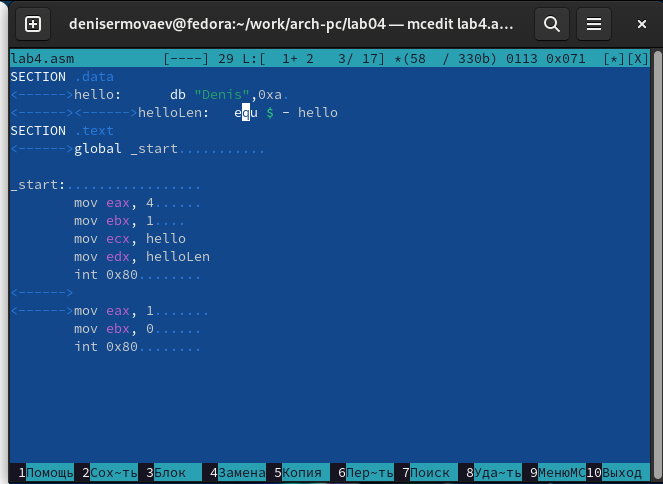 denisermovaev@fedora:~/work/arch-pc/lab04 — mcedit lab4.a…
lab4.asm [----] 29 L:[ 1+ 2 3/ 17] *(58 / 330b) 0113 0x071 [*][X]
SECTION .data
<------>hello: db "Denis",0xa.
<------><------>helloLen: equ $ - hello
SECTION .text
<------>global _start...........
_start:.................
mov eax, 4......
mov ebx, 1....
mov ecx, hello
mov edx, helloLen
int 0x80........
<------>
<------>mov eax, 1.......
mov ebx, 0......
int 0x80........
1Помощь 2Сох~ть 3Блок 4Замена 5Копия 6Пер~ть 7Поиск 8Уда~ть 9МенюMC 10Выход